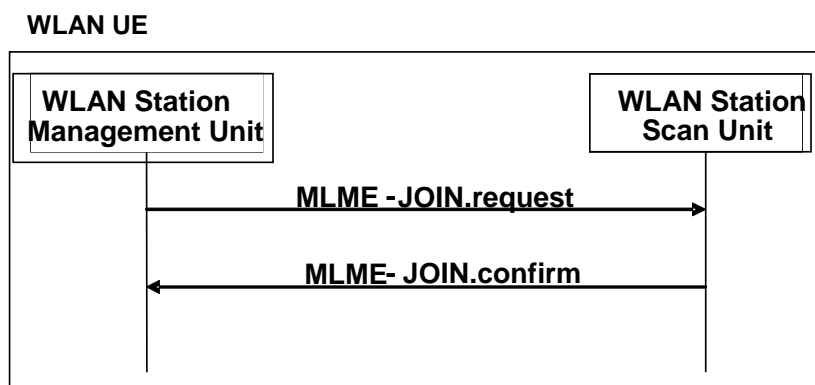 WLAN UE
WLAN Station
Management Unit
WLAN Station
Scan Unit
MLME -JOIN.request
MLME- JOIN.confirm